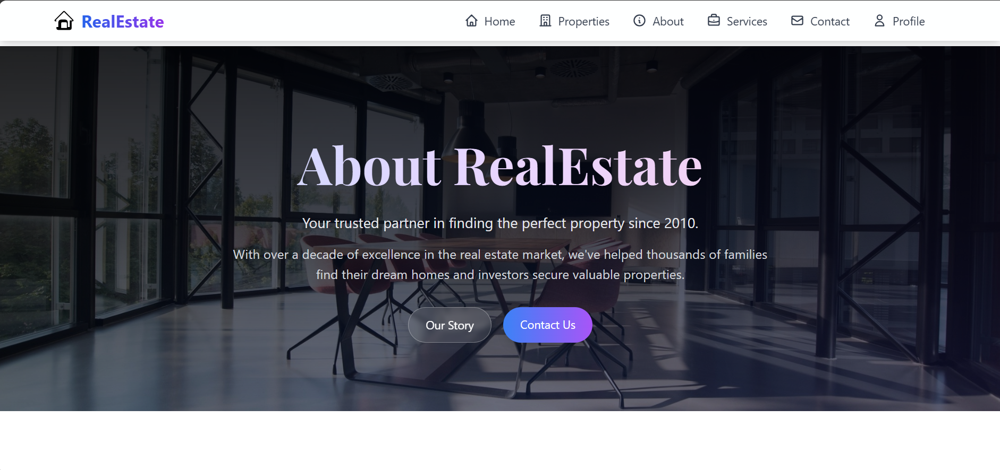 RealEstate
Home
Properties
About
Services
Contact
Profile
About RealEstate
Your trusted partner in finding the perfect property since 2010.
With over a decade of excellence in the real estate market, we've helped thousands of families
find their dream homes and investors secure valuable properties.
Our Story
Contact Us